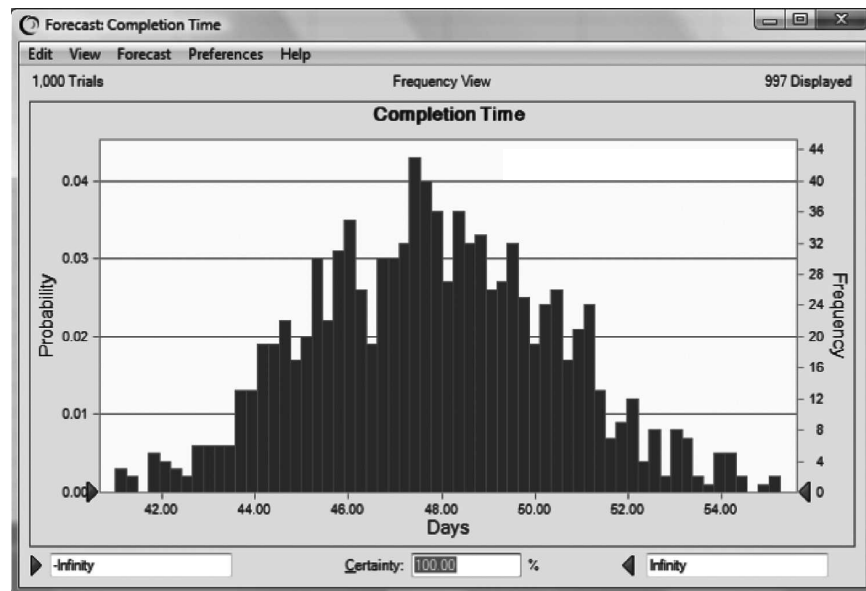 Forecast: Completion Time
Edit View Forecast Preferences Help
1,000 Trials Frequency View 997 Displayed
Completion Time
Probability
0.04
0.03
0.02
0.01
0.00
44
40
36
32
28
24
20
16
12
8
4
0
Frequency
42.00 44.00 46.00 48.00 50.00 52.00 54.00
Days
-Infinity Certainty: 100.00 % Infinity